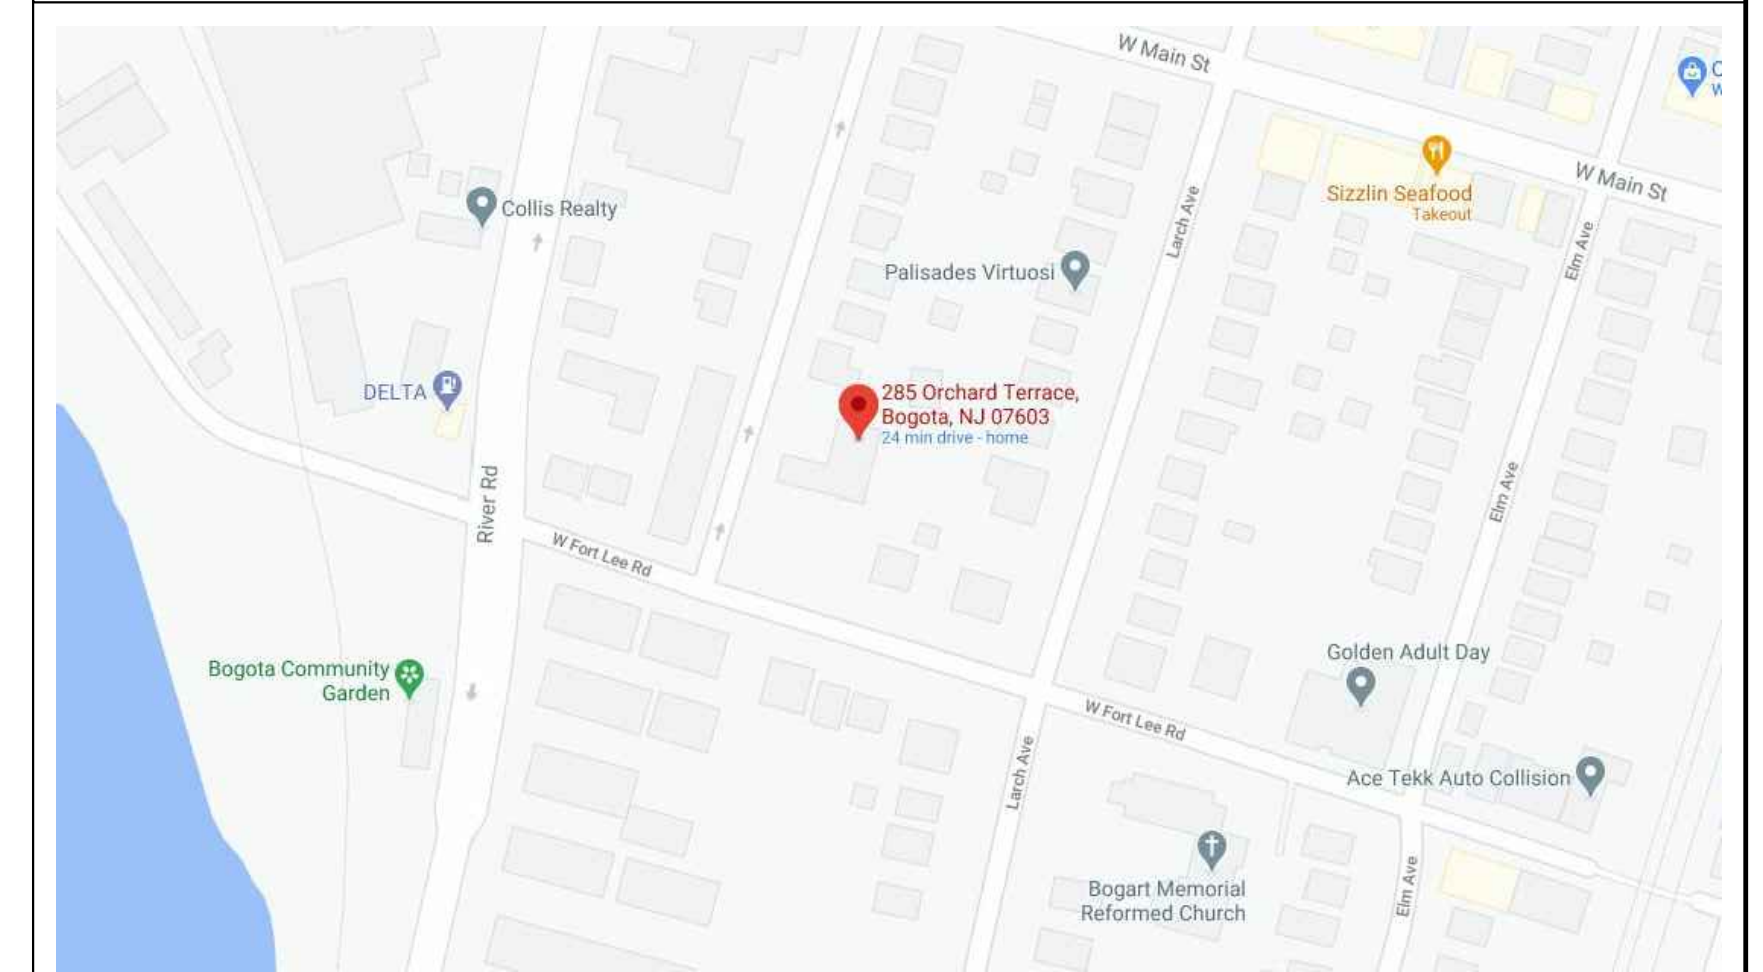 W Main St
C
W
Sizzlin Seafood
Takeout
W Main St
Collis Realty
Larch Ave
Elm Ave
Palisades Virtuosi
DELTA
285 Orchard Terrace,
Bogota, NJ 07603
24 min drive - home
River Rd
Elm Ave
W Fort Lee Rd
Bogota Community
Garden
Golden Adult Day
W Fort Lee Rd
Larch Ave
Ace Tekk Auto Collision
Elm Ave
Bogart Memorial
Reformed Church